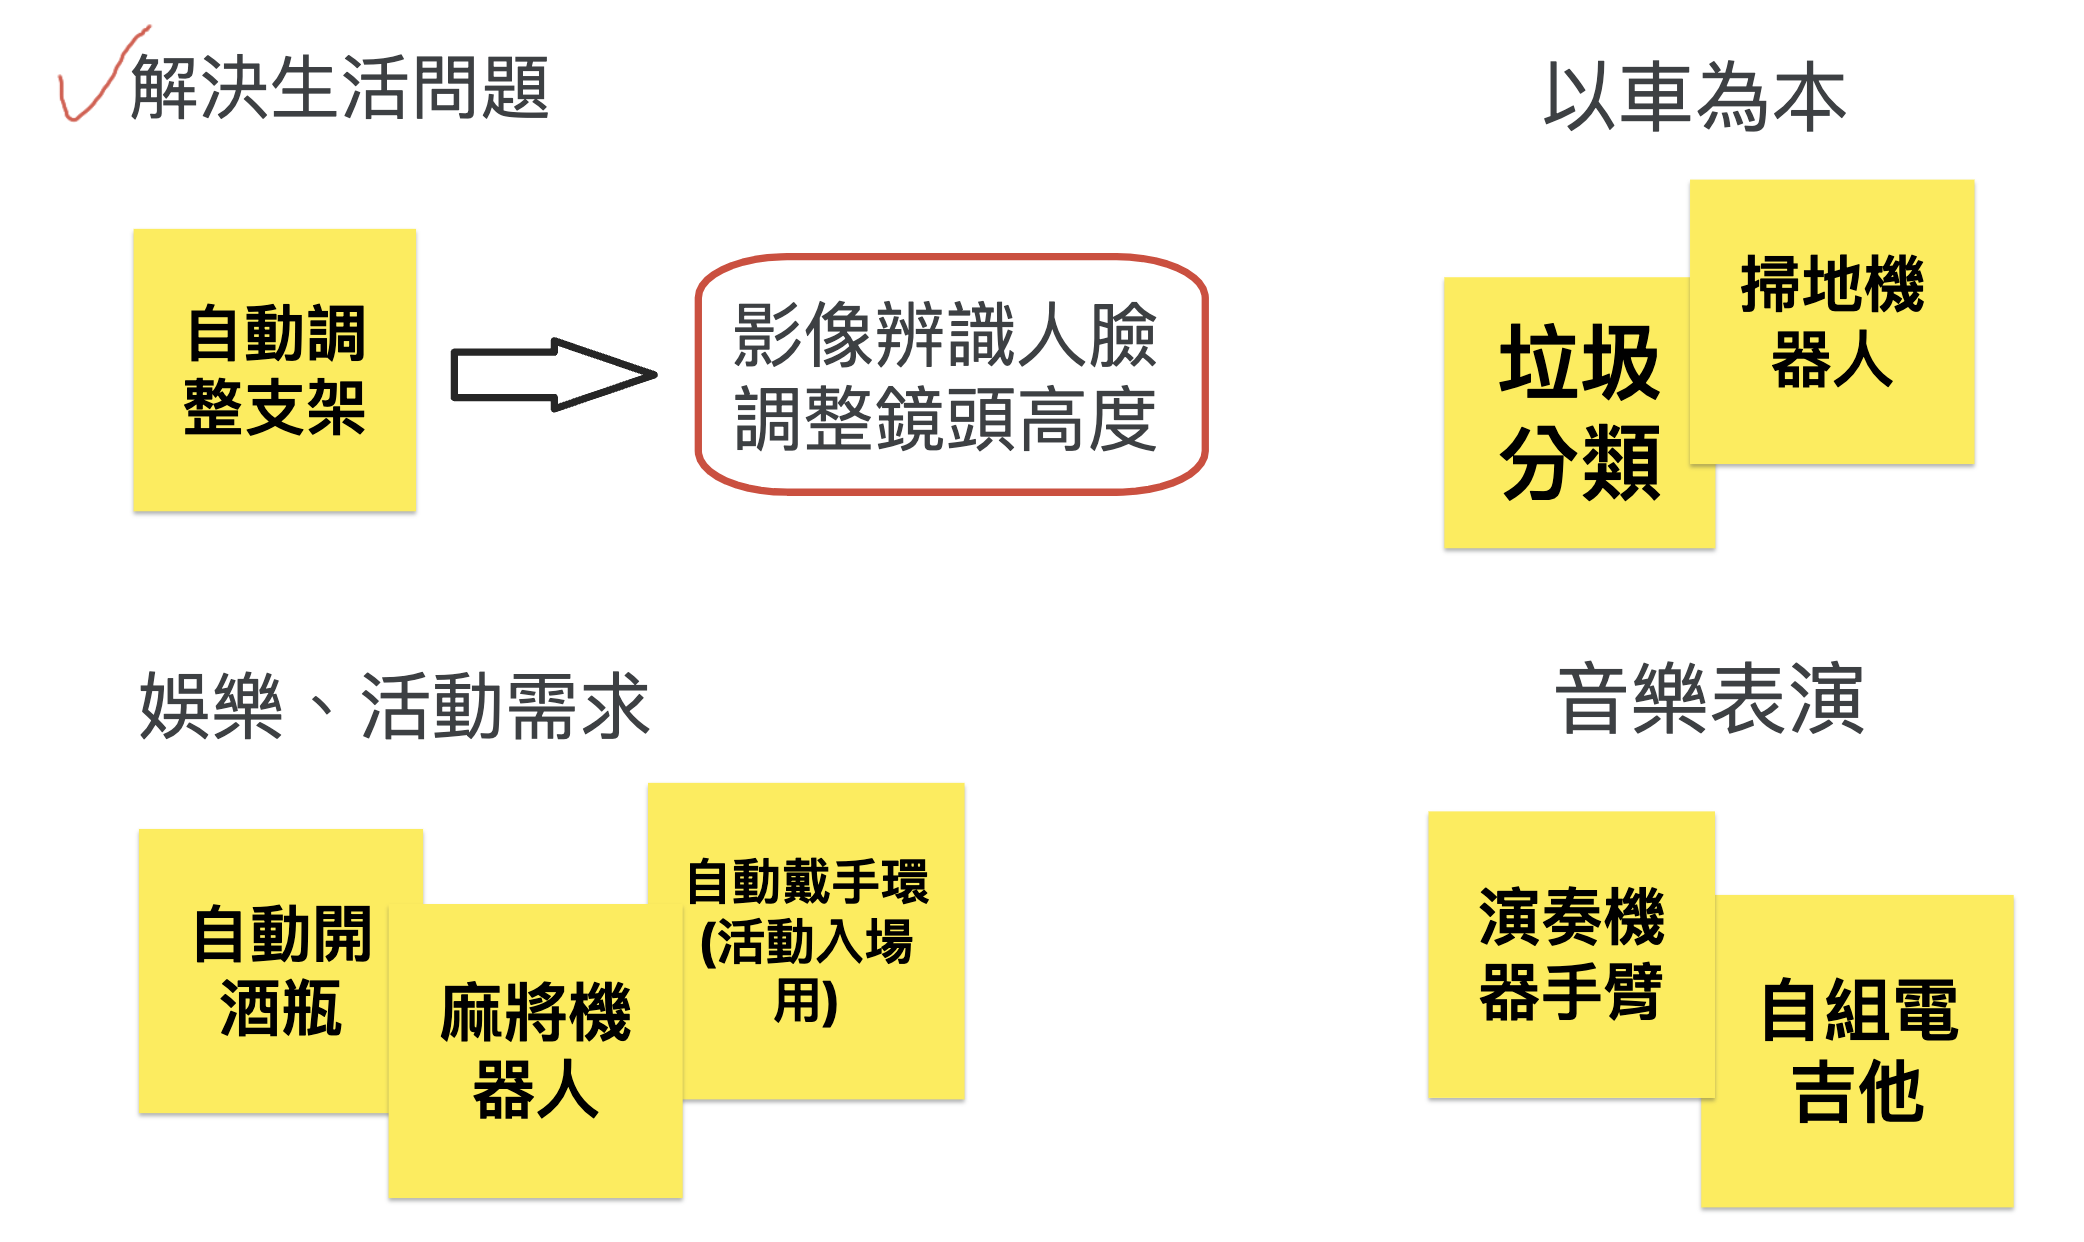 解決生活問題
自動調
整支架
影像辨識人臉
調整鏡頭高度
以車為本
垃圾
分類
掃地機
器人
娛樂、活動需求
自動開
酒瓶
麻將機
器人
自動戴手環
(活動入場
用)
音樂表演
演奏機
器手臂
自組電
吉他